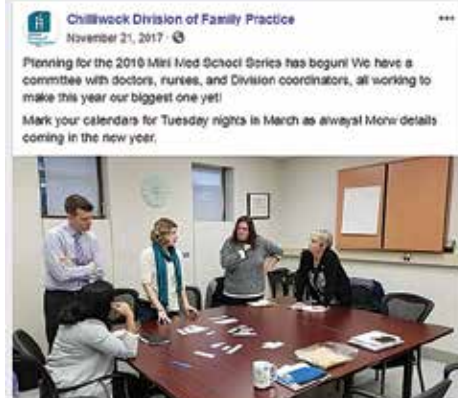 Chilliwack Division of Family Practice
November 21, 2017 ·
Planning for the 2018 Mini Med School Series has begun! We have a
committee with doctors, nurses, and Division coordinators, all working to
make this year our biggest one yet!
Mark your calendars for Tuesday nights in March as always! More details
coming in the new year.